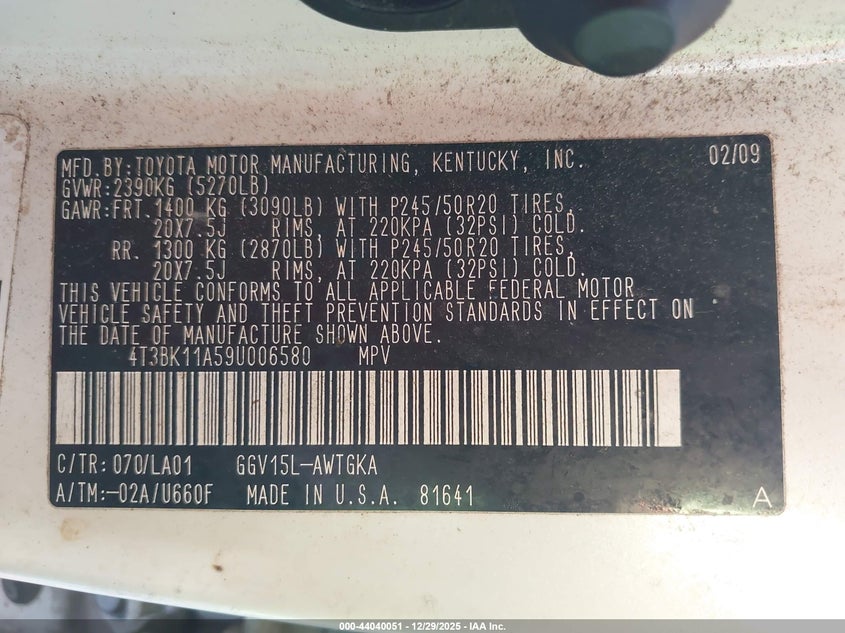 MFD.BY:TOYOTA MOTOR MANUFACTURING, KENTUCKY, INC. 02/09
GVWR:2390KG (5270LB)
GAWR:FRT.1400 KG (3090LB) WITH P245/50R20 TIRES,
20X7.5J RIMS, AT 220KPA (32PSI) COLD.
RR. 1300 KG (2870LB) WITH P245/50R20 TIRES,
20X7.5J RIMS, AT 220KPA (32PSI) COLD.
THIS VEHICLE CONFORMS TO ALL APPLICABLE FEDERAL MOTOR
VEHICLE SAFETY AND THEFT PREVENTION STANDARDS IN EFFECT ON
THE DATE OF MANUFACTURE SHOWN ABOVE.
4T3BK11A59U006580 MPV
C/TR:070/LA01 GGV15L-AWTGKA
A/TM:-02A/U660F MADE IN U.S.A. 81641 A
000-44040051 - 12/29/2025 - IAA Inc.